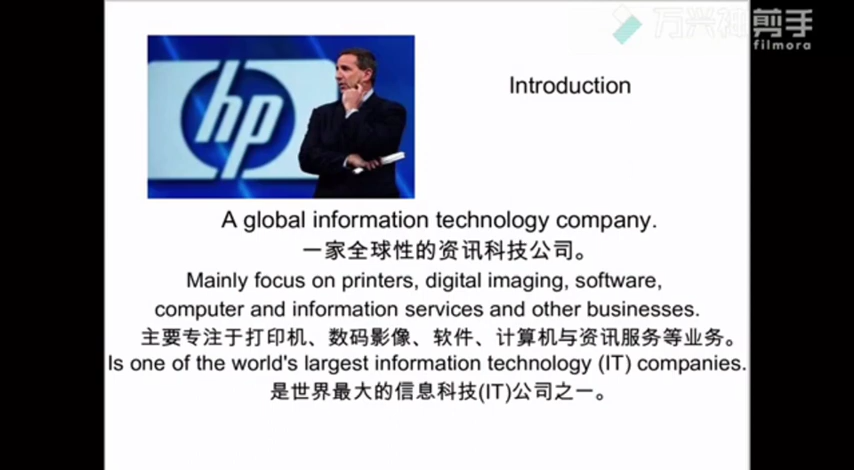 万兴神剪手
filmora
hp
Introduction
A global information technology company.
一家全球性的资讯科技公司。
Mainly focus on printers, digital imaging, software,
computer and information services and other businesses.
主要专注于打印机、数码影像、软件、计算机与资讯服务等业务。
Is one of the world's largest information technology (IT) companies.
是世界最大的信息科技(IT)公司之一。